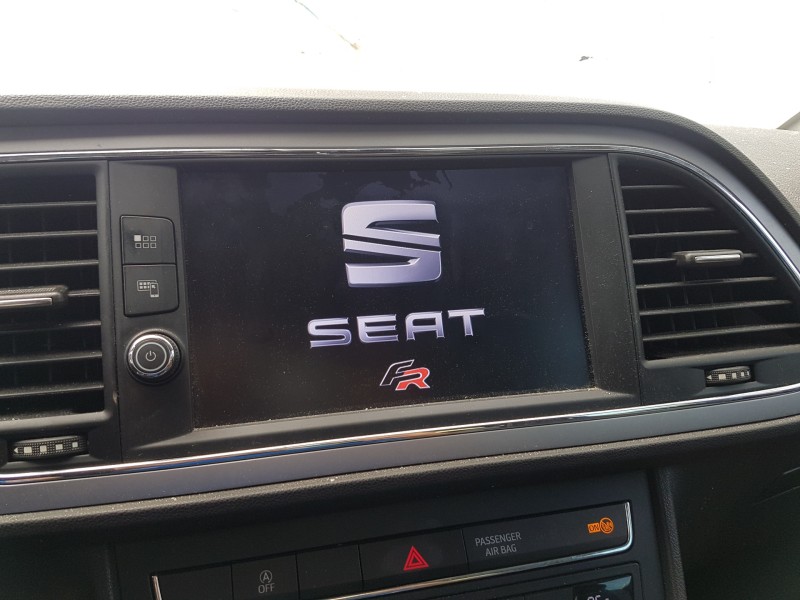 SEAT
FR
A
OFF
PASSENGER
AIR BAG